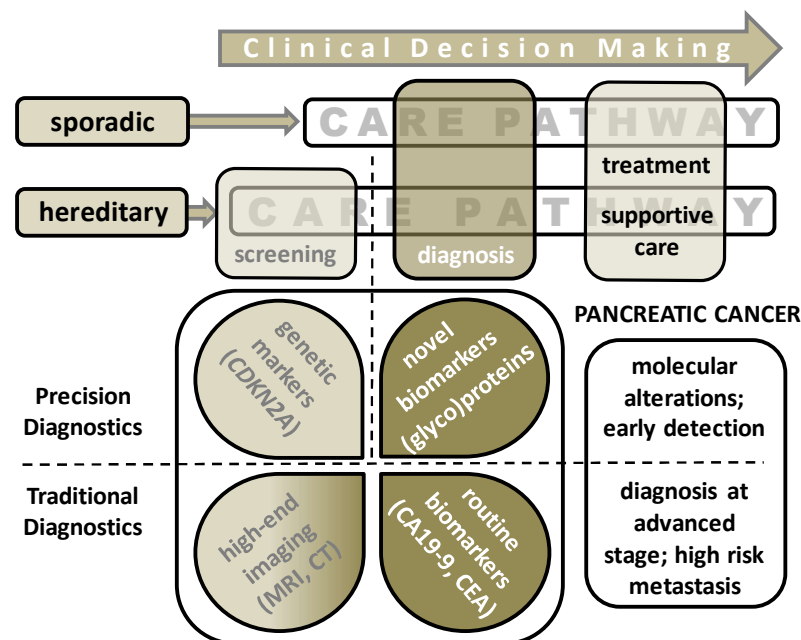 Clinical Decision Making
sporadic
CARE PATHWAY
treatment
hereditary
CARE PATHWAY
supportive
care
screening
diagnosis
PANCREATIC CANCER
genetic
markers
(CDKN2A)
novel
biomarkers
(glyco)proteins
molecular
alterations;
early detection
Precision
Diagnostics
Traditional
Diagnostics
high-end
imaging
(MRI, CT)
routine
biomarkers
(CA19-9, CEA)
diagnosis at
advanced
stage; high risk
metastasis